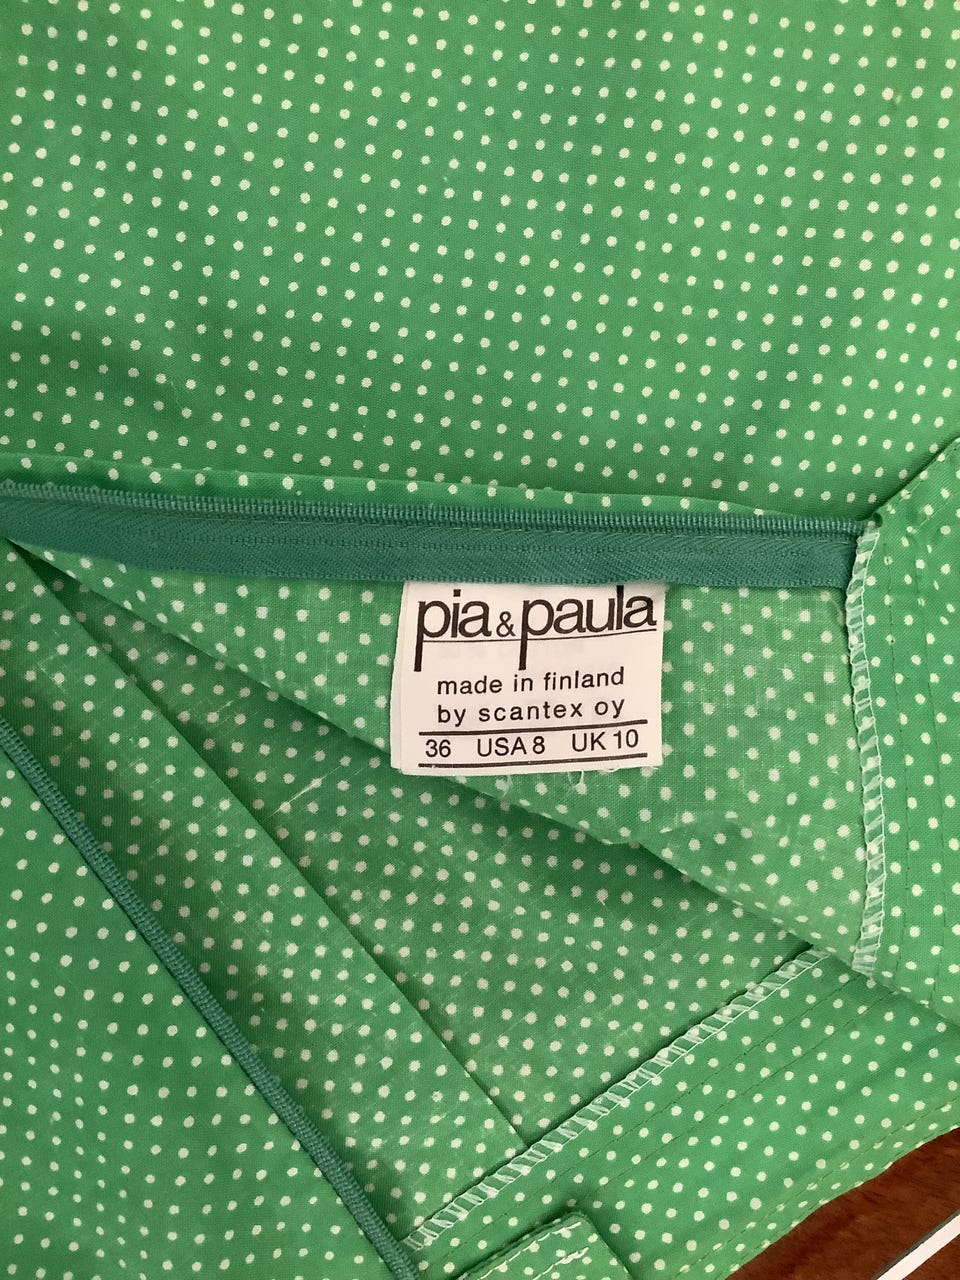 pia & paula
made in finland
by scantex oy
36 USA 8 UK 10